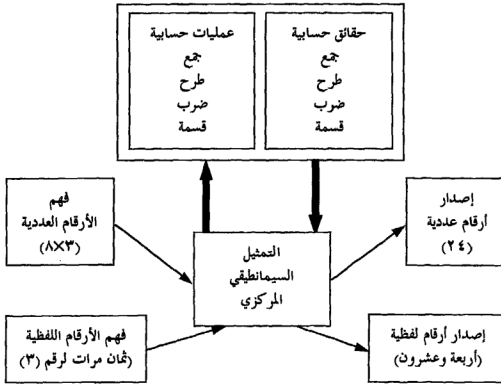 حقائق حسابية
جمع
طرح
ضرب
قسمة
عمليات حسابية
جمع
طرح
ضرب
قسمة
إصدار
أرقام عددية
(٢٤)
فهم
الأرقام العددية
(٣×٨)
التمثيل
السيمانطيقي
المركزي
إصدار أرقام لفظية
(أربعة وعشرون)
فهم الأرقام اللفظية
(ثمان مرات لرقم (٣)